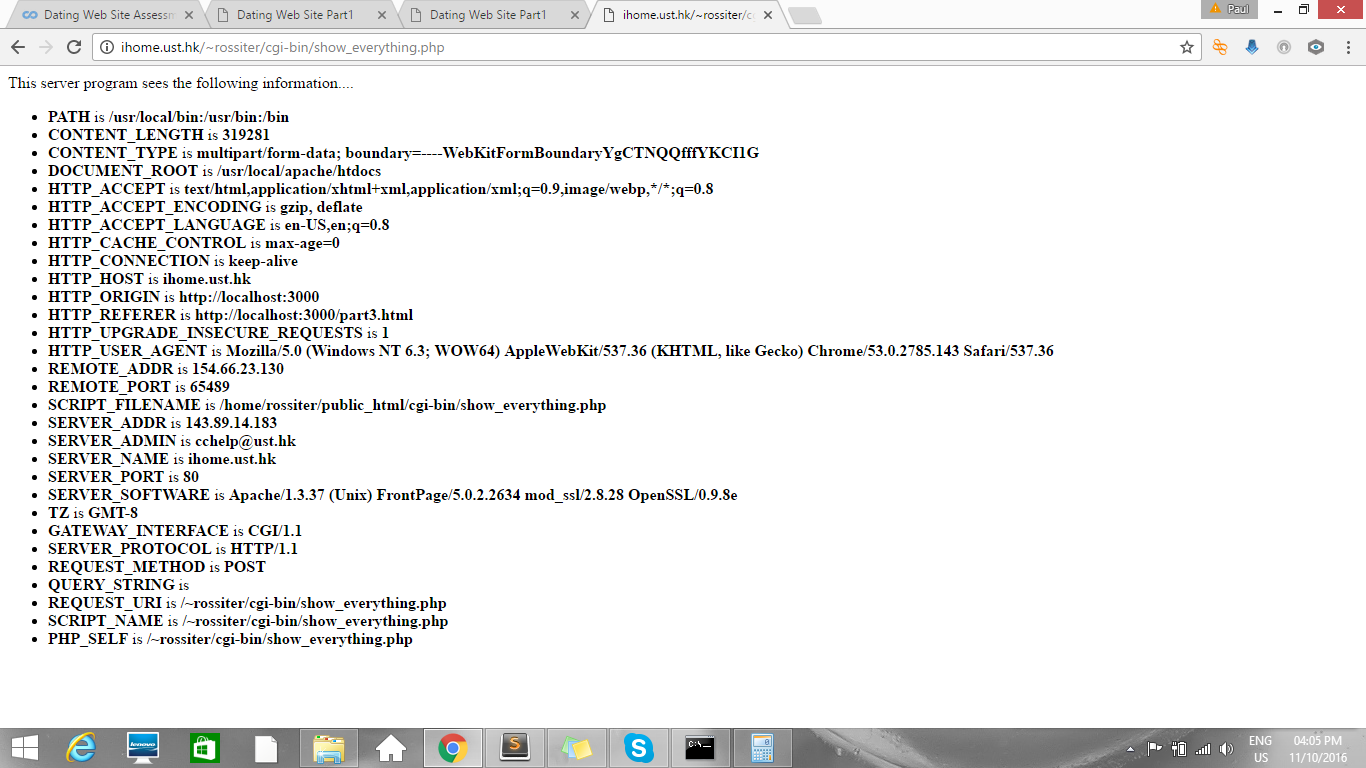 Dating Web Site Assessm
Dating Web Site Part1
Dating Web Site Part1
ihome.ust.hk/~rossiter/c
Paul
ihome.ust.hk/~rossiter/cgi-bin/show_everything.php
This server program sees the following information....
PATH is /usr/local/bin:/usr/bin:/bin
CONTENT_LENGTH is 319281
CONTENT_TYPE is multipart/form-data; boundary=----WebKitFormBoundaryYgCTNQQfffYKCI1G
DOCUMENT_ROOT is /usr/local/apache/htdocs
HTTP_ACCEPT is text/html,application/xhtml+xml,application/xml;q=0.9,image/webp,*/*;q=0.8
HTTP_ACCEPT_ENCODING is gzip, deflate
HTTP_ACCEPT_LANGUAGE is en-US,en;q=0.8
HTTP_CACHE_CONTROL is max-age=0
HTTP_CONNECTION is keep-alive
HTTP_HOST is ihome.ust.hk
HTTP_ORIGIN is http://localhost:3000
HTTP_REFERER is http://localhost:3000/part3.html
HTTP_UPGRADE_INSECURE_REQUESTS is 1
HTTP_USER_AGENT is Mozilla/5.0 (Windows NT 6.3; WOW64) AppleWebKit/537.36 (KHTML, like Gecko) Chrome/53.0.2785.143 Safari/537.36
REMOTE_ADDR is 154.66.23.130
REMOTE_PORT is 65489
SCRIPT_FILENAME is /home/rossiter/public_html/cgi-bin/show_everything.php
SERVER_ADDR is 143.89.14.183
SERVER_ADMIN is cchelp@ust.hk
SERVER_NAME is ihome.ust.hk
SERVER_PORT is 80
SERVER_SOFTWARE is Apache/1.3.37 (Unix) FrontPage/5.0.2.2634 mod_ssl/2.8.28 OpenSSL/0.9.8e
TZ is GMT-8
GATEWAY_INTERFACE is CGI/1.1
SERVER_PROTOCOL is HTTP/1.1
REQUEST_METHOD is POST
QUERY_STRING is
REQUEST_URI is /~rossiter/cgi-bin/show_everything.php
SCRIPT_NAME is /~rossiter/cgi-bin/show_everything.php
PHP_SELF is /~rossiter/cgi-bin/show_everything.php
lenovo
ENG 04:05 PM
US 11/10/2016